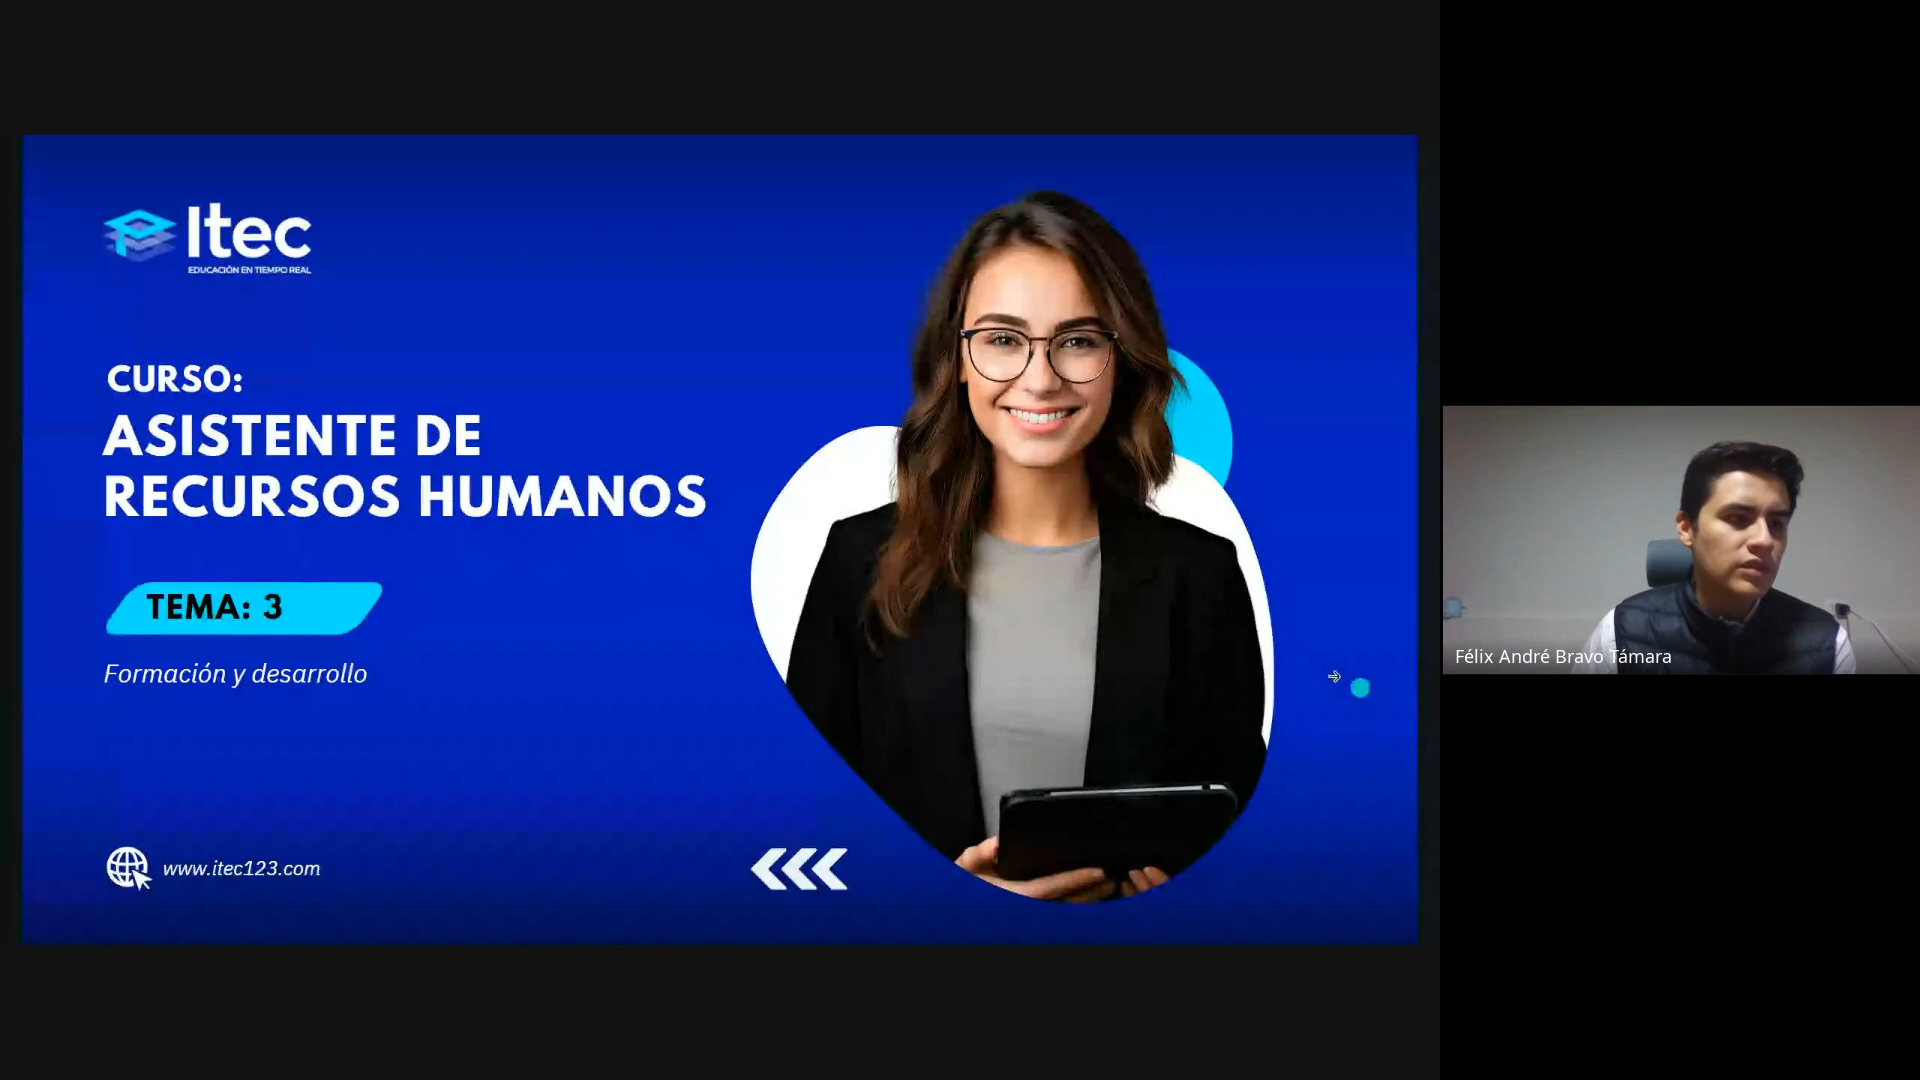 Itec
EDUCACIÓN EN TIEMPO REAL
CURSO:
ASISTENTE DE
RECURSOS HUMANOS
TEMA: 3
Formación y desarrollo
www.itec123.com
Félix André Bravo Támara